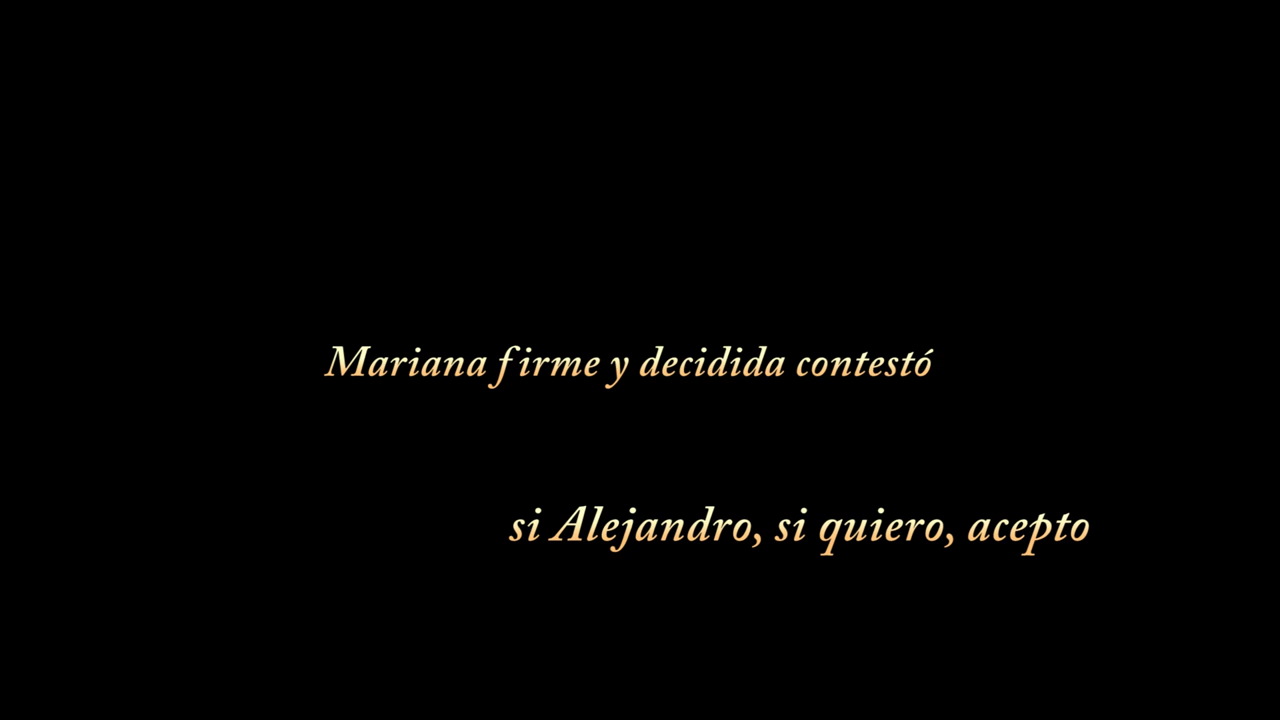 Mariana firme y decidida contestó
si Alejandro, si quiero, acepto